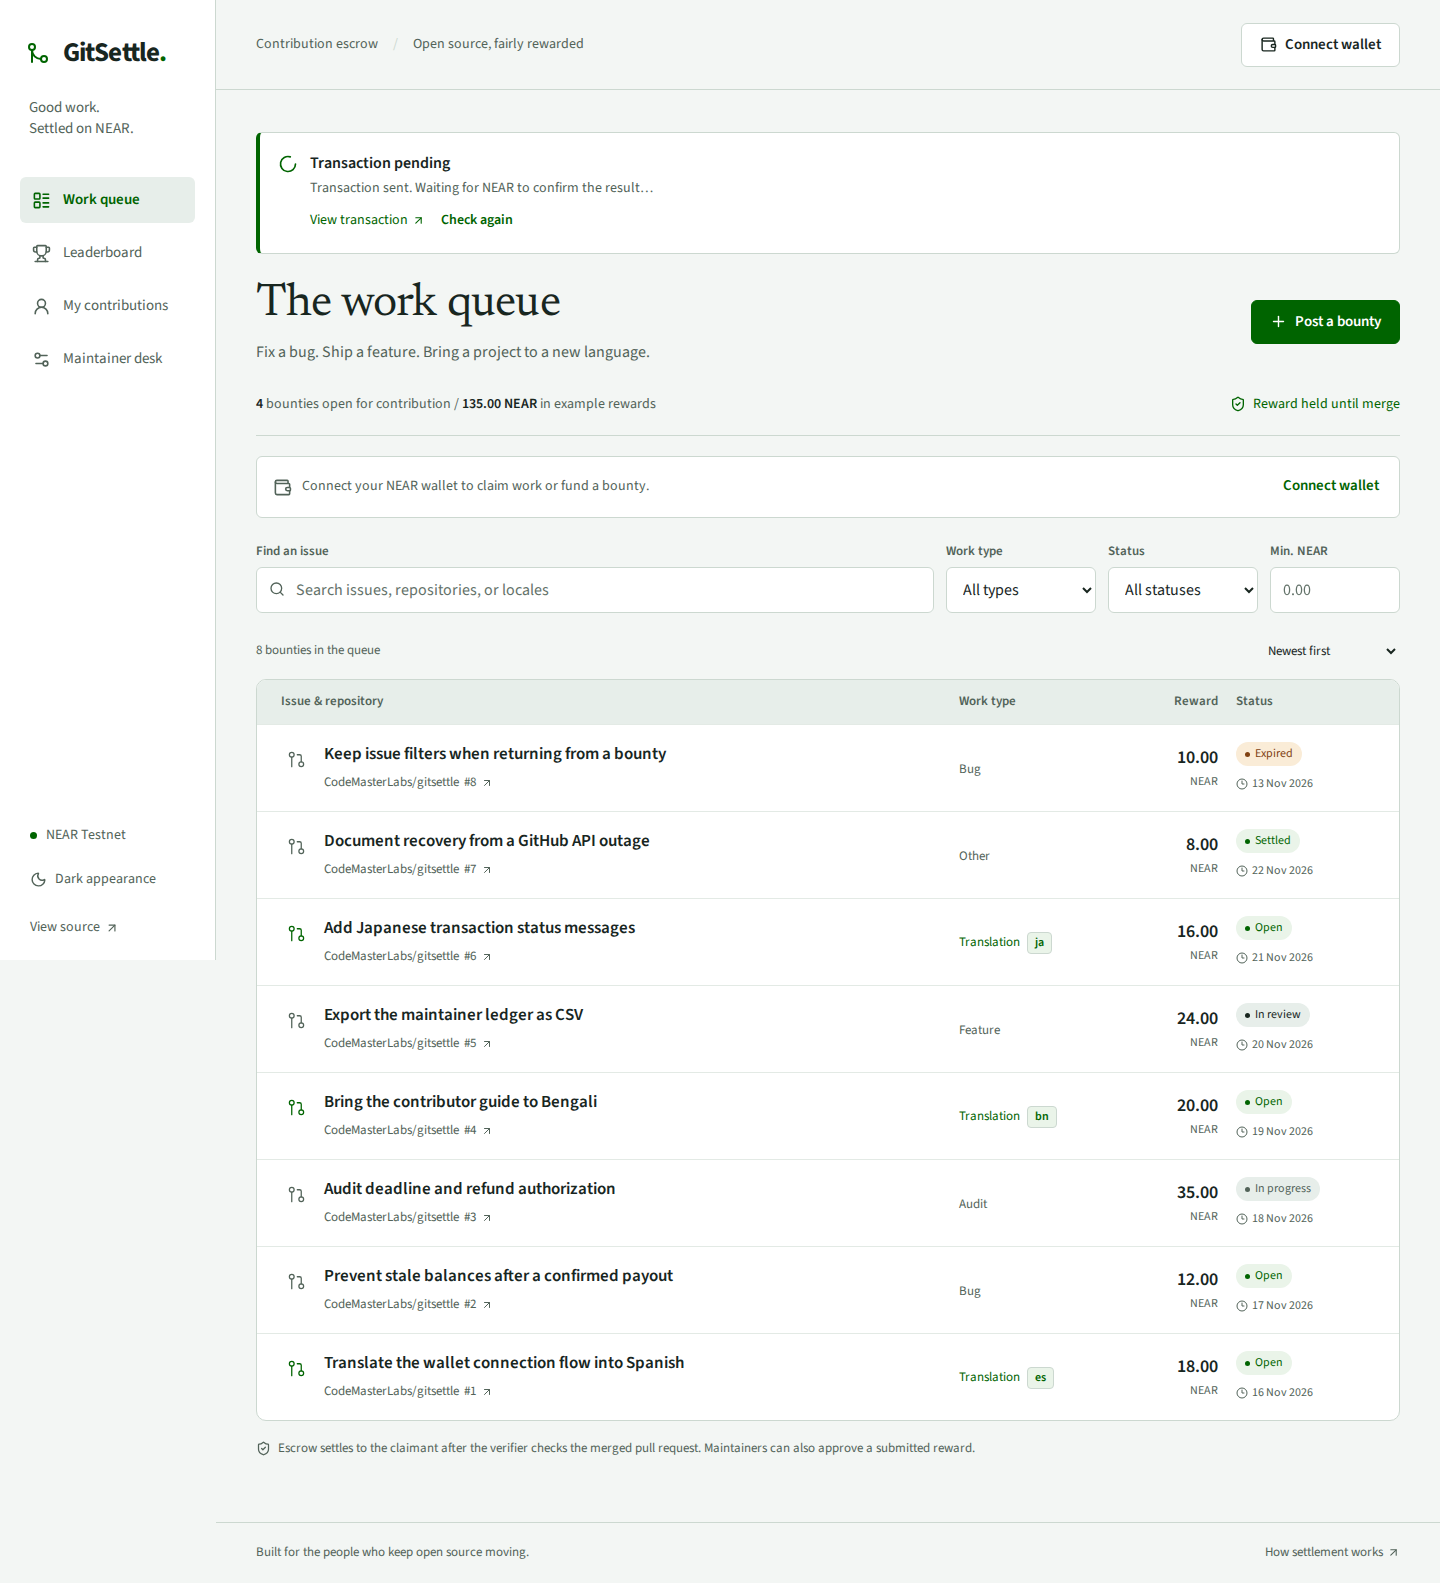 GitSettle.
Good work.
Settled on NEAR.
Work queue
Leaderboard
My contributions
Maintainer desk
NEAR Testnet
Dark appearance
View source
Contribution escrow / Open source, fairly rewarded
Connect wallet
Transaction pending
Transaction sent. Waiting for NEAR to confirm the result…
View transaction Check again
The work queue
Fix a bug. Ship a feature. Bring a project to a new language.
Post a bounty
4 bounties open for contribution / 135.00 NEAR in example rewards
Reward held until merge
Connect your NEAR wallet to claim work or fund a bounty.
Connect wallet
Find an issue Work type Status Min. NEAR
Search issues, repositories, or locales All types All statuses 0.00
8 bounties in the queue Newest first
Issue & repository Work type Reward Status
Keep issue filters when returning from a bounty
CodeMasterLabs/gitsettle #8
Bug
10.00
NEAR
Expired
13 Nov 2026
Document recovery from a GitHub API outage
CodeMasterLabs/gitsettle #7
Other
8.00
NEAR
Settled
22 Nov 2026
Add Japanese transaction status messages
CodeMasterLabs/gitsettle #6
Translation ja
16.00
NEAR
Open
21 Nov 2026
Export the maintainer ledger as CSV
CodeMasterLabs/gitsettle #5
Feature
24.00
NEAR
In review
20 Nov 2026
Bring the contributor guide to Bengali
CodeMasterLabs/gitsettle #4
Translation bn
20.00
NEAR
Open
19 Nov 2026
Audit deadline and refund authorization
CodeMasterLabs/gitsettle #3
Audit
35.00
NEAR
In progress
18 Nov 2026
Prevent stale balances after a confirmed payout
CodeMasterLabs/gitsettle #2
Bug
12.00
NEAR
Open
17 Nov 2026
Translate the wallet connection flow into Spanish
CodeMasterLabs/gitsettle #1
Translation es
18.00
NEAR
Open
16 Nov 2026
Escrow settles to the claimant after the verifier checks the merged pull request. Maintainers can also approve a submitted reward.
Built for the people who keep open source moving.
How settlement works